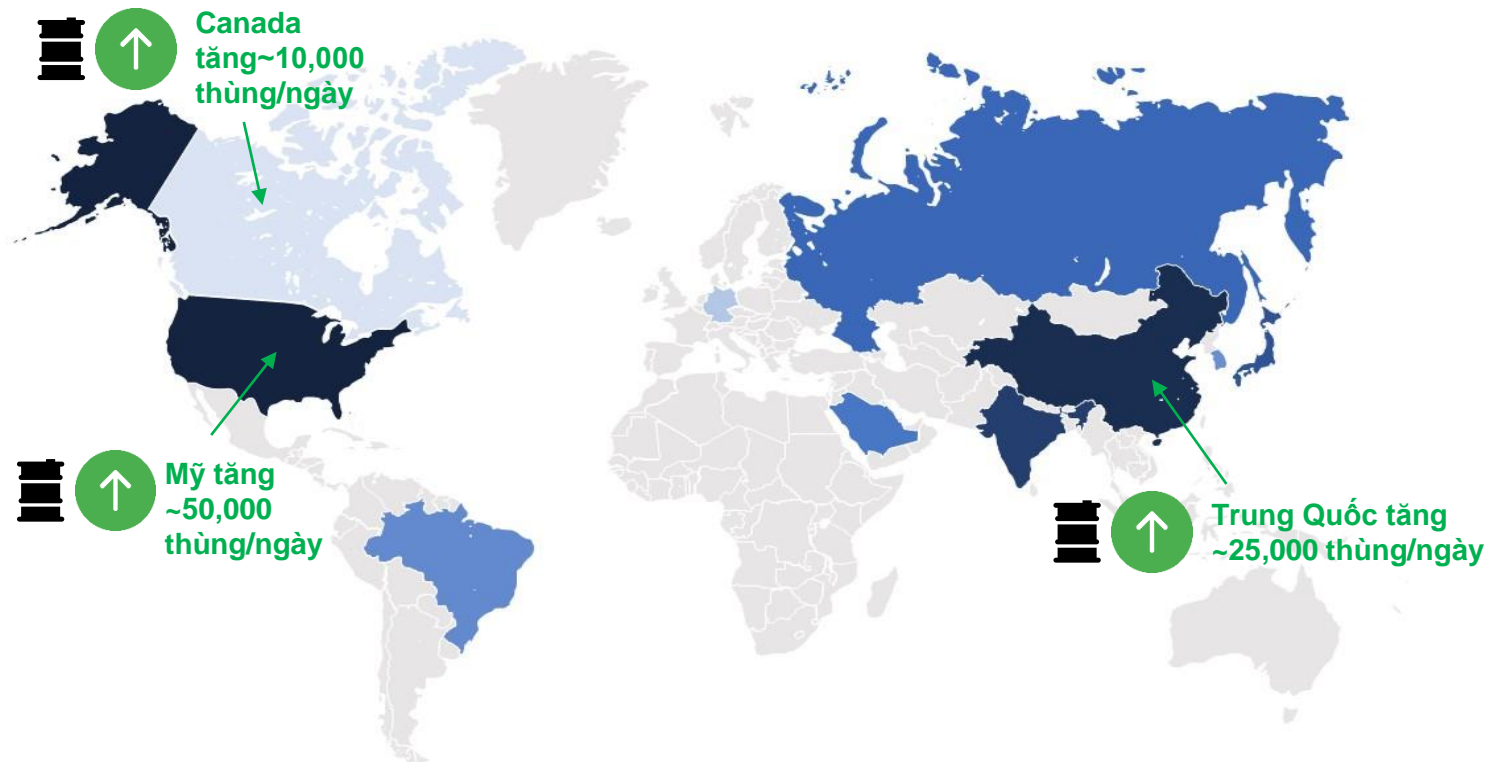 Canada
tăng~10,000
thùng/ngày
Mỹ tăng
~50,000
thùng/ngày
Trung Quốc tăng
~25,000 thùng/ngày